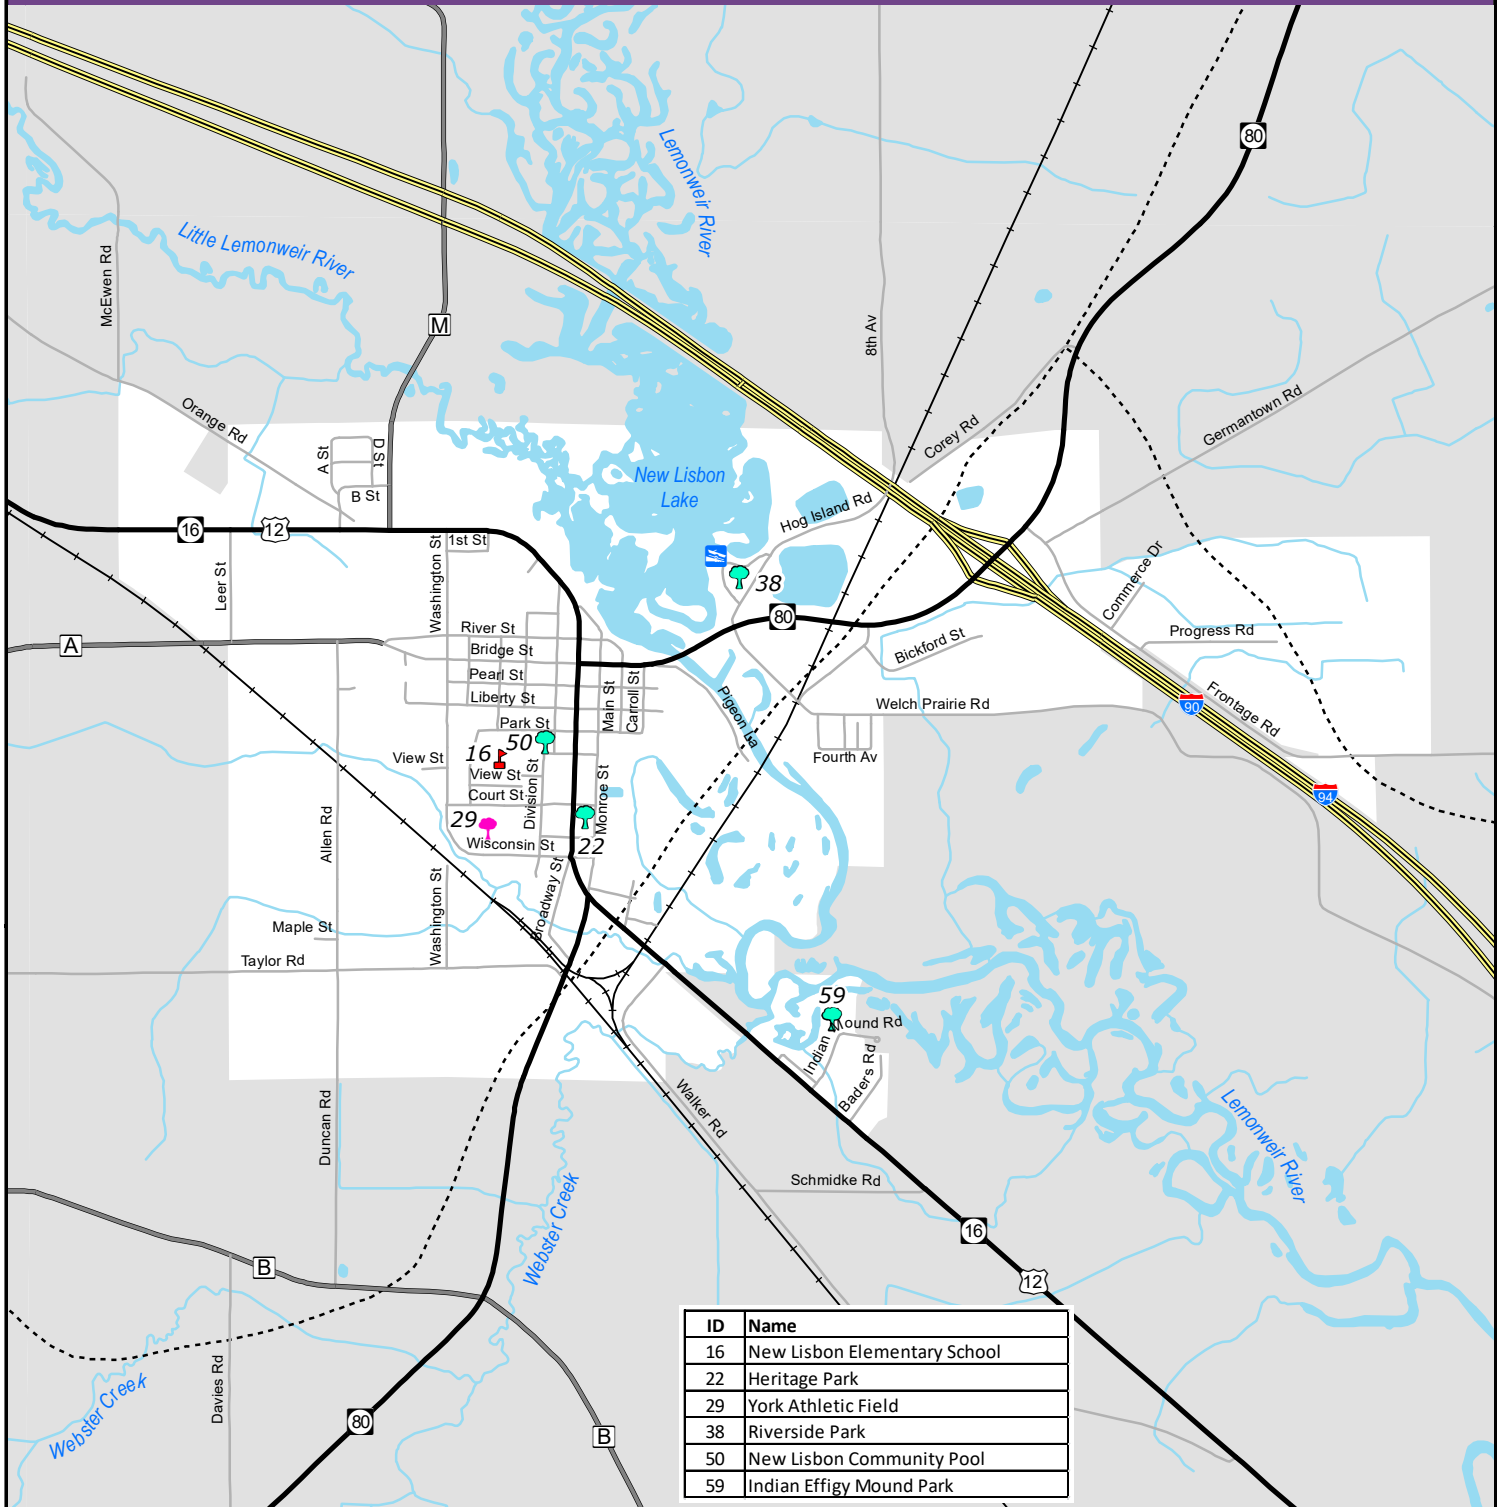 80
Lemonweir River
Little Lemonweir River
McEwen Rd
M
8th Av
Orange Rd
A St
D St
B St
Germantown Rd
Corey Rd
New Lisbon
Lake
Hog Island Rd
16
12
1st St
Washington St
Leer St
38
Commerce Dr
80
River St
Bridge St
Bickford St
Progress Rd
A
Pearl St
Liberty St
Main St
Carroll St
Pigeon La
Welch Prairie Rd
90
Frontage Rd
Park St
50
16
View St
View St
Fourth Av
Court St
Division St
Monroe St
94
29
Allen Rd
Wisconsin St
22
Broadway St
Washington St
Maple St
Taylor Rd
59
Indian Mound Rd
Baders Rd
Duncan Rd
Walker Rd
Lemonweir River
Schmidke Rd
Webster Creek
16
B
12
Davies Rd
Webster Creek
80
B
ID Name
16 New Lisbon Elementary School
22 Heritage Park
29 York Athletic Field
38 Riverside Park
50 New Lisbon Community Pool
59 Indian Effigy Mound Park